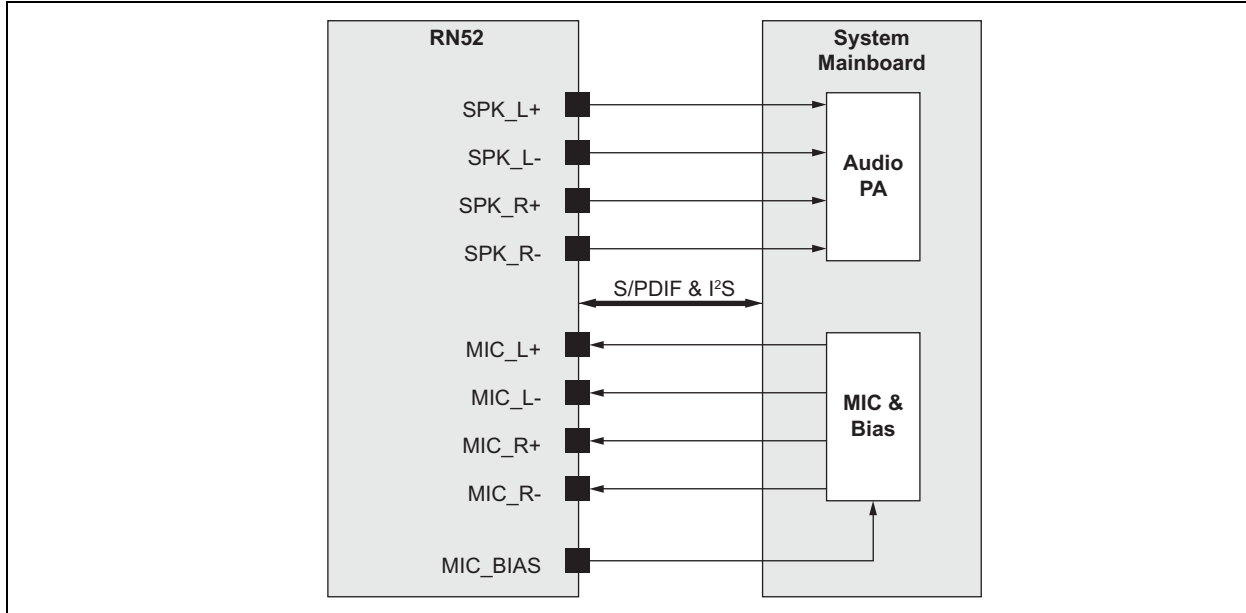 RN52
System
Mainboard
SPK_L+
SPK_L-
SPK_R+
SPK_R-
Audio
PA
S/PDIF & I²S
MIC_L+
MIC_L-
MIC_R+
MIC_R-
MIC &
Bias
MIC_BIAS